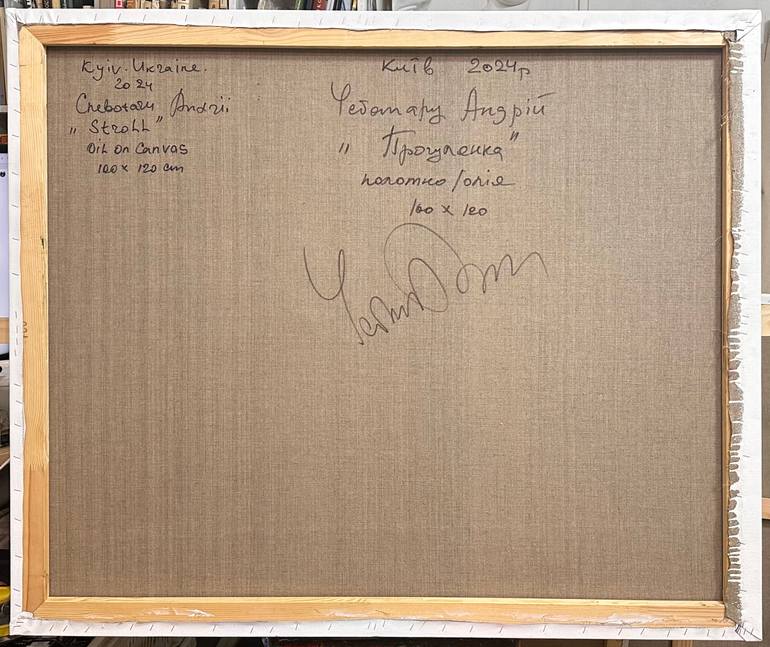 Kyiv. Ukraine.
2024
Chebotaru Andrii
„ Stroll"
Oil on Canvas
100 x 120 cm
Київ 2024р
Чеботару Андрій
„ Прогулянка"
полотно/олія
100 x 120